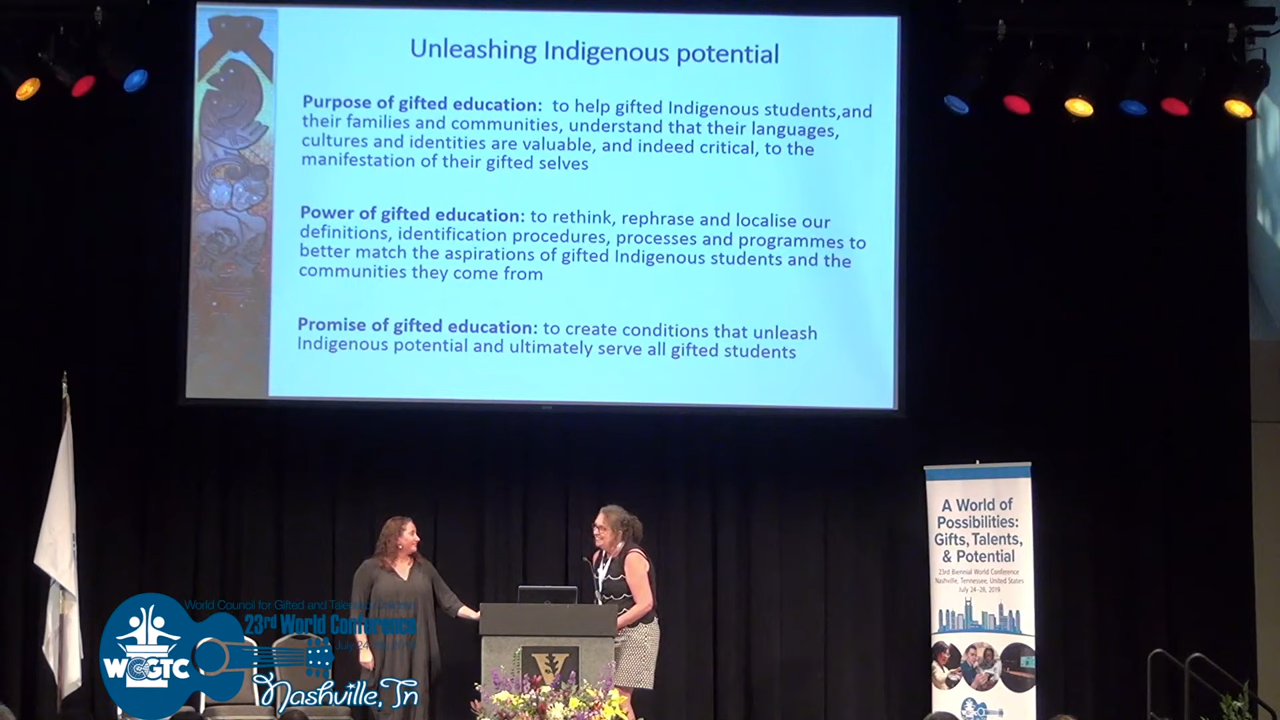 Unleashing Indigenous potential
Purpose of gifted education: to help gifted Indigenous students,and
their families and communities, understand that their languages,
cultures and identities are valuable, and indeed critical, to the
manifestation of their gifted selves
Power of gifted education: to rethink, rephrase and localise our
definitions, identification procedures, processes and programmes to
better match the aspirations of gifted Indigenous students and the
communities they come from
Promise of gifted education: to create conditions that unleash
Indigenous potential and ultimately serve all gifted students
A World of
Possibilities:
Gifts, Talents,
& Potential
23rd Biennial World Conference
Nashville, Tennessee, United States
July 24-28, 2019
World Council for Gifted and Talented Children
23rd World Conference
July 24
WCGTC
Nashville, Tn
V